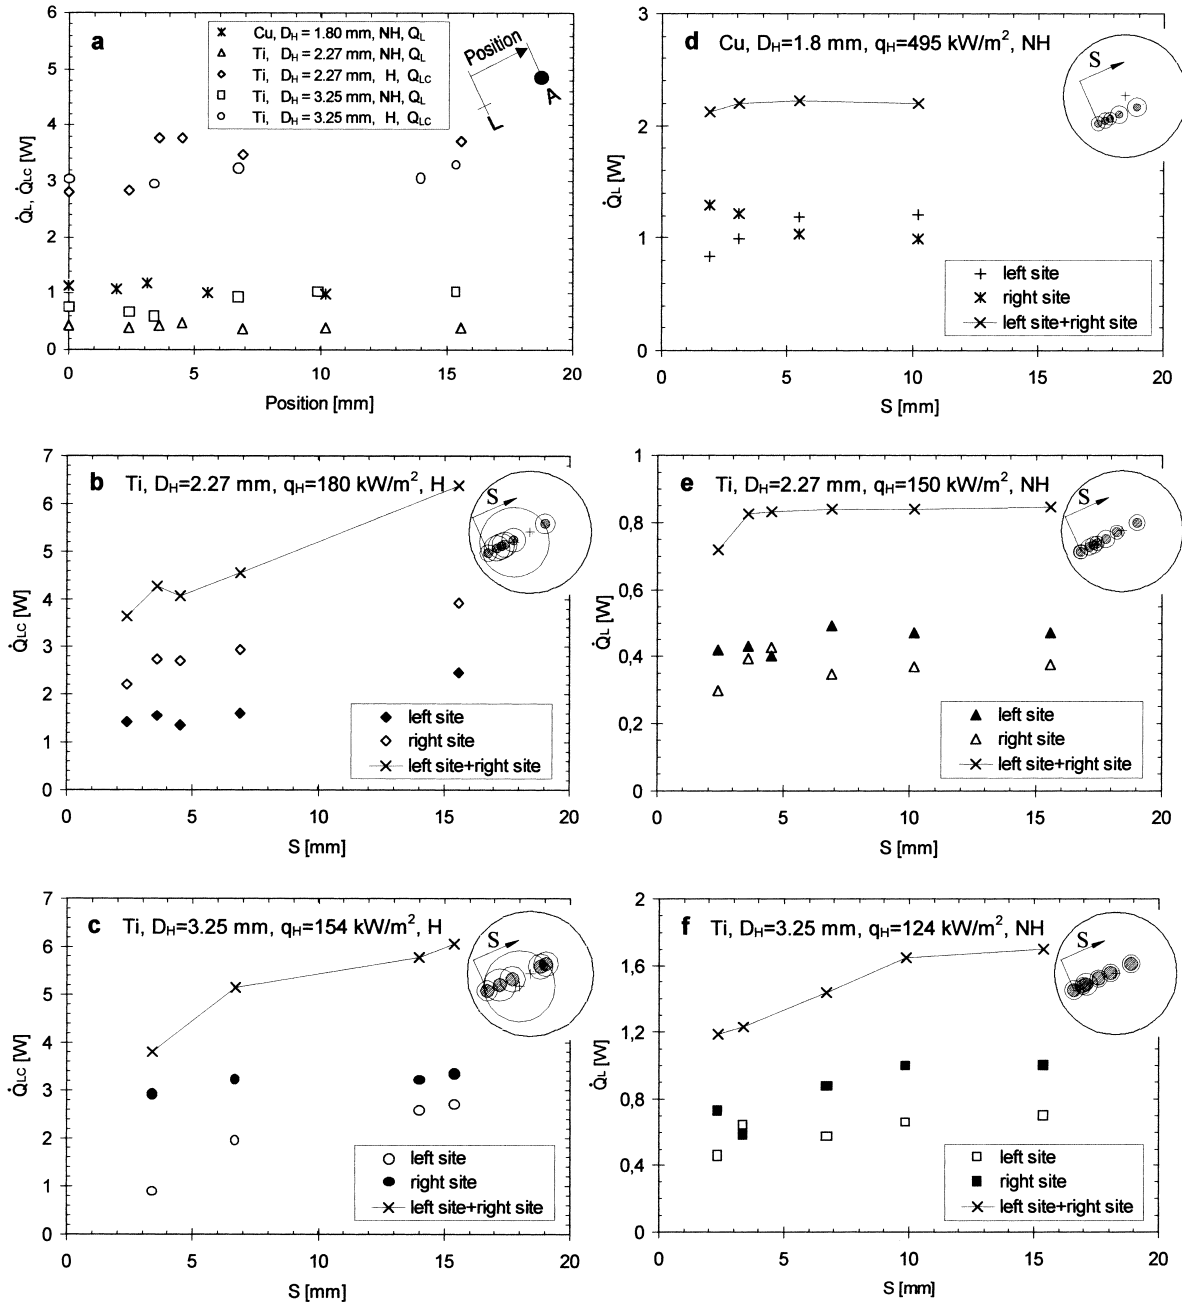 a
Cu, D_H = 1.80 mm, NH, Q_L
Ti, D_H = 2.27 mm, NH, Q_L
Ti, D_H = 2.27 mm, H, Q_LC
Ti, D_H = 3.25 mm, NH, Q_L
Ti, D_H = 3.25 mm, H, Q_LC
Position
A
L
Q̇_L, Q̇_LC [W]
6
5
4
3
2
1
0
0 5 10 15 20
Position [mm]
d Cu, D_H=1.8 mm, q_H=495 kW/m², NH
S
Q̇_L [W]
3
2
1
0
left site
right site
left site+right site
0 5 10 15 20
S [mm]
b Ti, D_H=2.27 mm, q_H=180 kW/m², H
S
Q̇_LC [W]
7
6
5
4
3
2
1
0
left site
right site
left site+right site
0 5 10 15 20
S [mm]
e Ti, D_H=2.27 mm, q_H=150 kW/m², NH
S
Q̇_L [W]
1
0,8
0,6
0,4
0,2
0
left site
right site
left site+right site
0 5 10 15 20
S [mm]
c Ti, D_H=3.25 mm, q_H=154 kW/m², H
S
Q̇_LC [W]
7
6
5
4
3
2
1
0
left site
right site
left site+right site
0 5 10 15 20
S [mm]
f Ti, D_H=3.25 mm, q_H=124 kW/m², NH
S
Q̇_L [W]
2
1,6
1,2
0,8
0,4
0
left site
right site
left site+right site
0 5 10 15 20
S [mm]